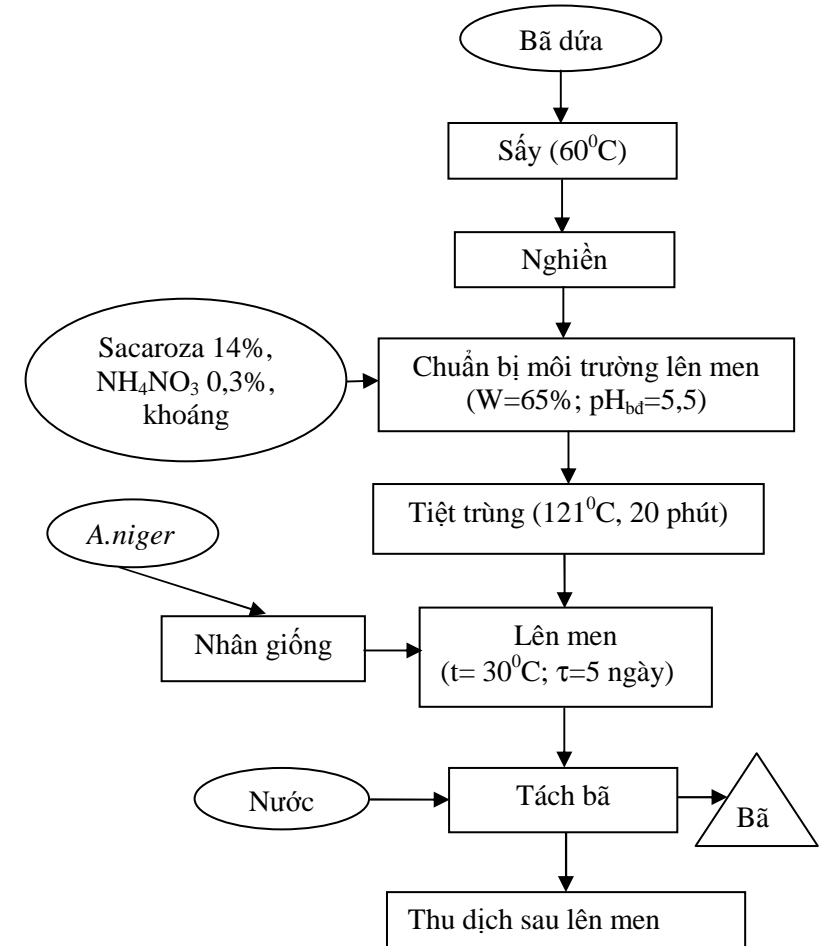 Bã dứa
Sấy (60⁰C)
Nghiền
Sacaroza 14%,
NH₄NO₃ 0,3%,
khoáng
Chuẩn bị môi trường lên men
(W=65%; pH_bđ=5,5)
Tiệt trùng (121⁰C, 20 phút)
A.niger
Nhân giống
Lên men
(t= 30⁰C; τ=5 ngày)
Nước
Tách bã
Bã
Thu dịch sau lên men